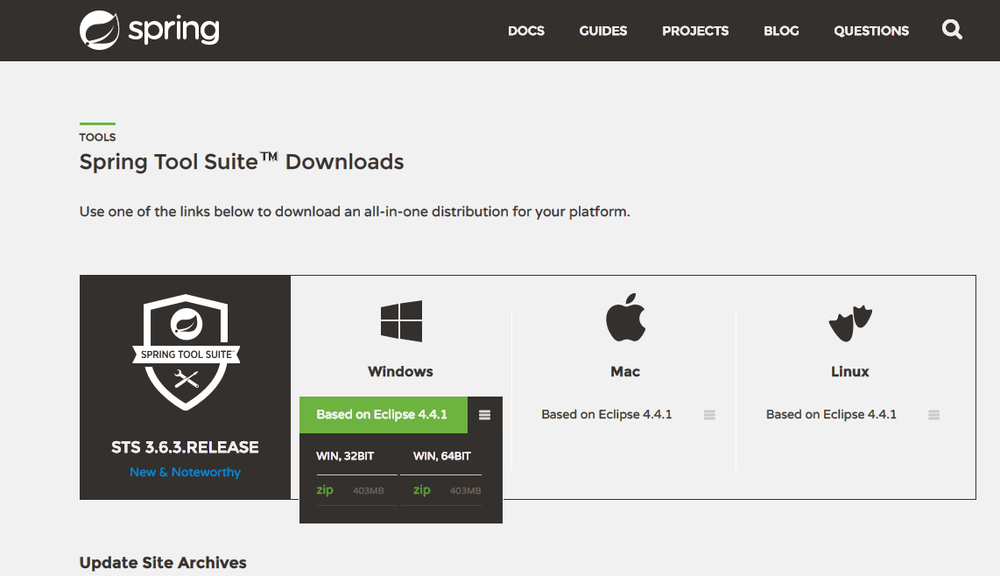 spring
DOCS GUIDES PROJECTS BLOG QUESTIONS
TOOLS
Spring Tool Suite™ Downloads
Use one of the links below to download an all-in-one distribution for your platform.
SPRING TOOL SUITE
STS 3.6.3.RELEASE
New & Noteworthy
Windows
Based on Eclipse 4.4.1
WIN, 32BIT WIN, 64BIT
zip 403MB zip 403MB
Mac
Based on Eclipse 4.4.1
Linux
Based on Eclipse 4.4.1
Update Site Archives